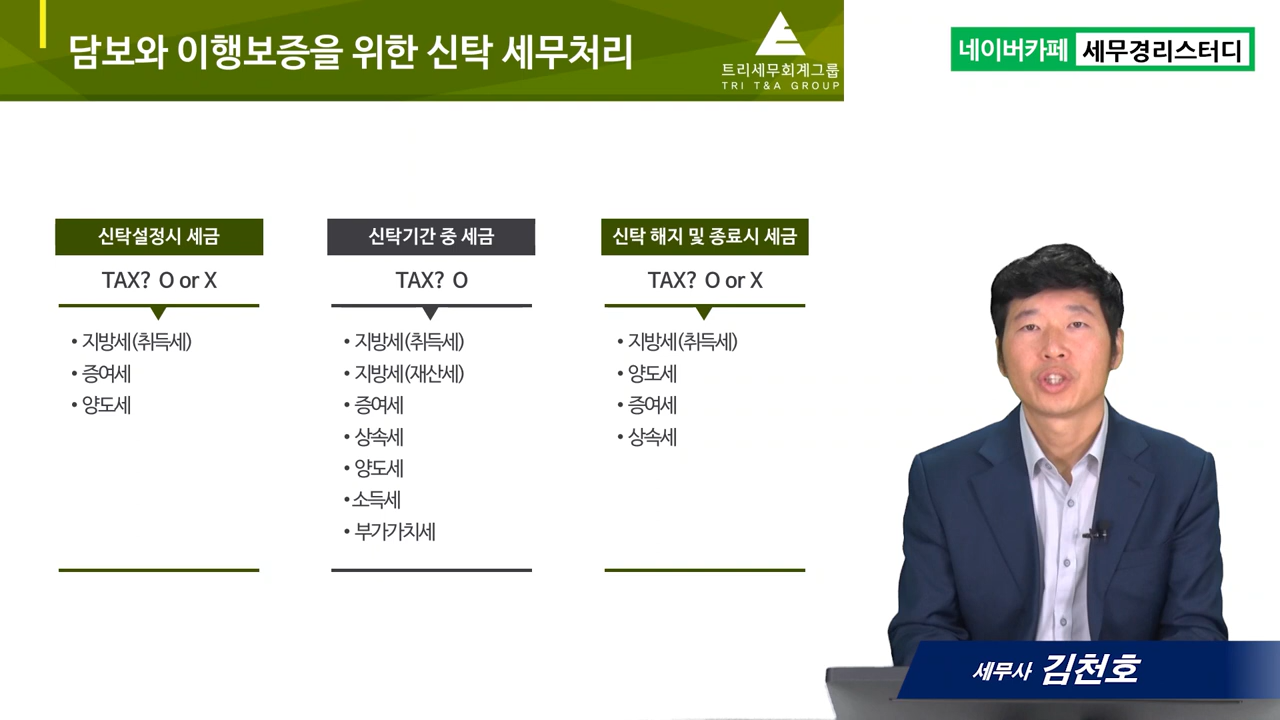 담보와 이행보증을 위한 신탁 세무처리
트리세무회계그룹
TRI T&A GROUP
네이버카페 세무경리스터디
신탁설정시 세금
TAX? O or X
• 지방세(취득세)
• 증여세
• 양도세
신탁기간 중 세금
TAX? O
• 지방세(취득세)
• 지방세(재산세)
• 증여세
• 상속세
• 양도세
• 소득세
• 부가가치세
신탁 해지 및 종료시 세금
TAX? O or X
• 지방세(취득세)
• 양도세
• 증여세
• 상속세
세무사 김천호